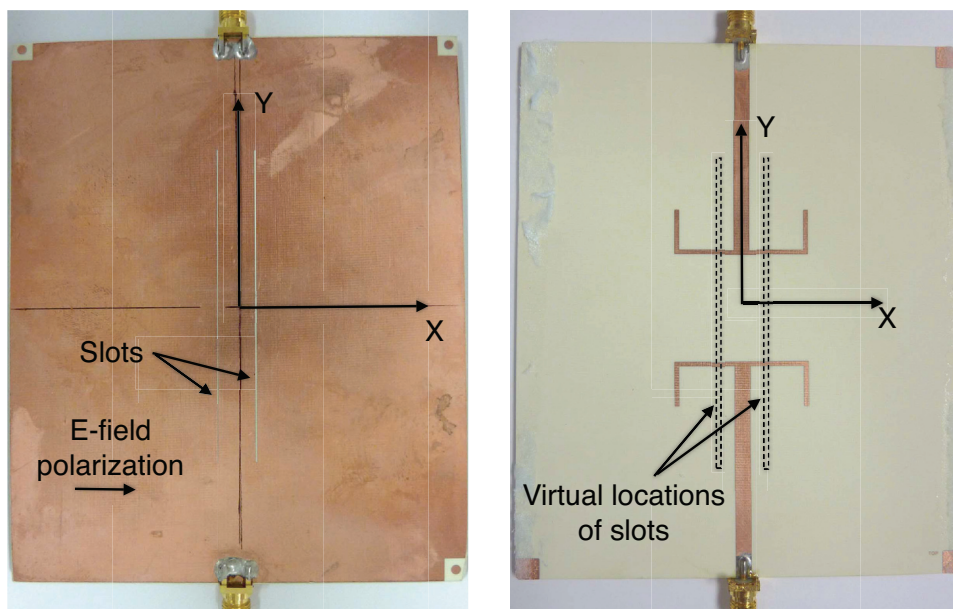 Y
X
Slots
E-field
polarization
Y
X
Virtual locations
of slots